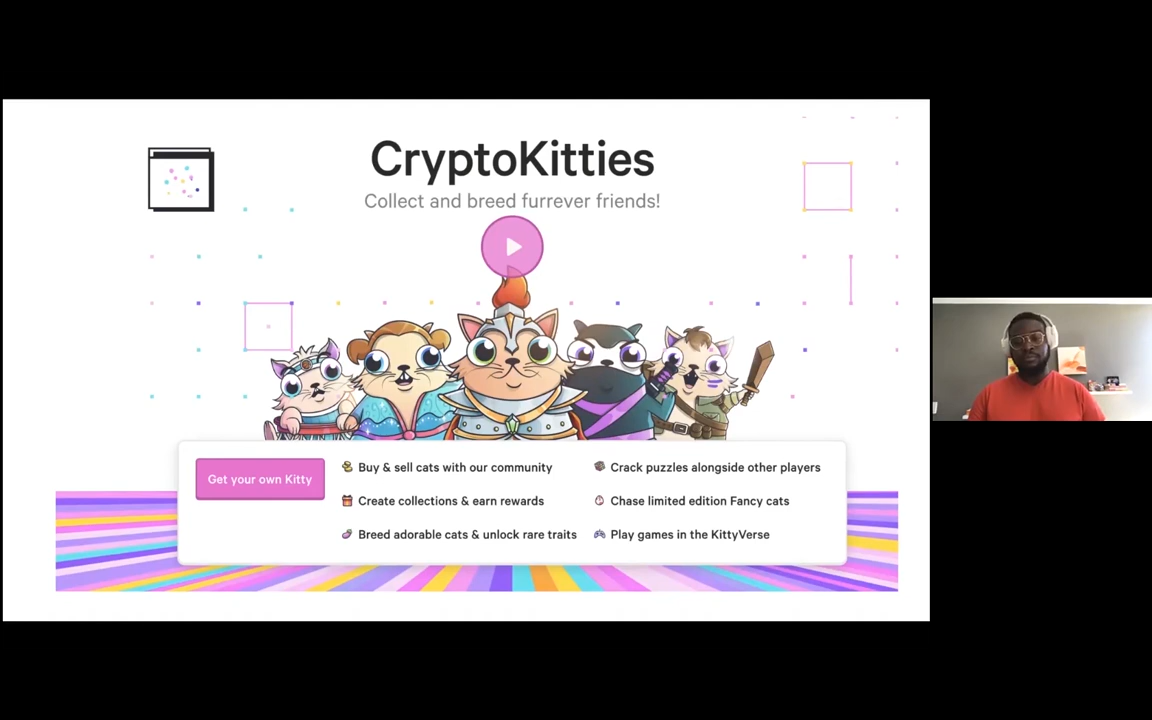 CryptoKitties
Collect and breed furrever friends!
Get your own Kitty
Buy & sell cats with our community
Create collections & earn rewards
Breed adorable cats & unlock rare traits
Crack puzzles alongside other players
Chase limited edition Fancy cats
Play games in the KittyVerse